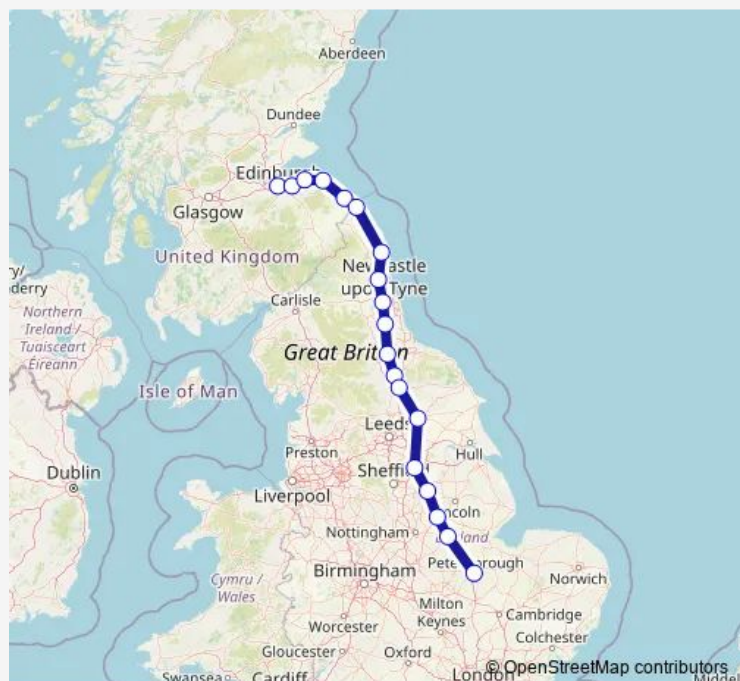 Aberdeen
Dundee
Edinburgh
Glasgow
United Kingdom
Newcastle
upon Tyne
Carlisle
Northern
Ireland /
Tuaisceart
Éireann
Great Britain
Isle of Man
Leeds
Preston
Hull
Dublin
Sheffield
Liverpool
Lincoln
Nottingham
Peterborough
Birmingham
Norwich
Cymru /
Wales
Milton
Keynes
Cambridge
Worcester
Colchester
Gloucester
Oxford
London
Swansea
Cardiff
© OpenStreetMap contributors